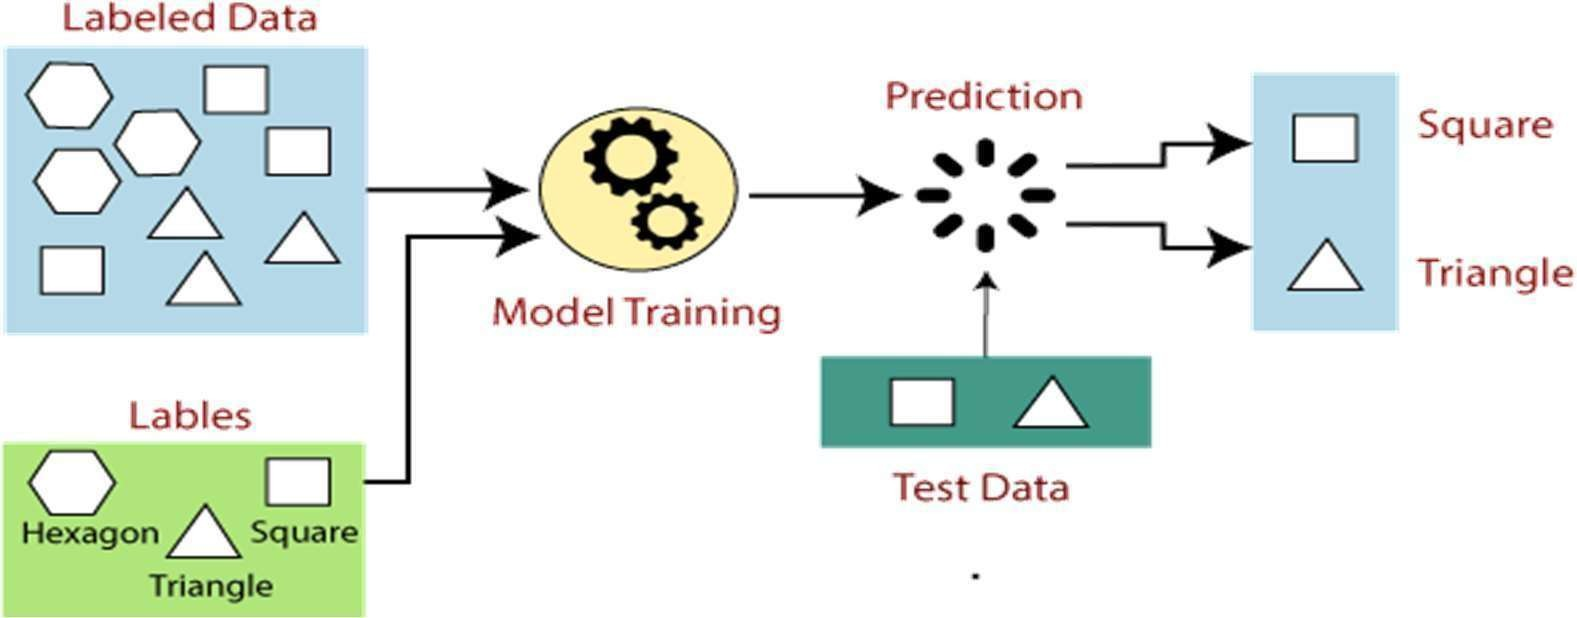 Labeled Data
Prediction
Square
Triangle
Model Training
Lables
Hexagon
Square
Triangle
Test Data